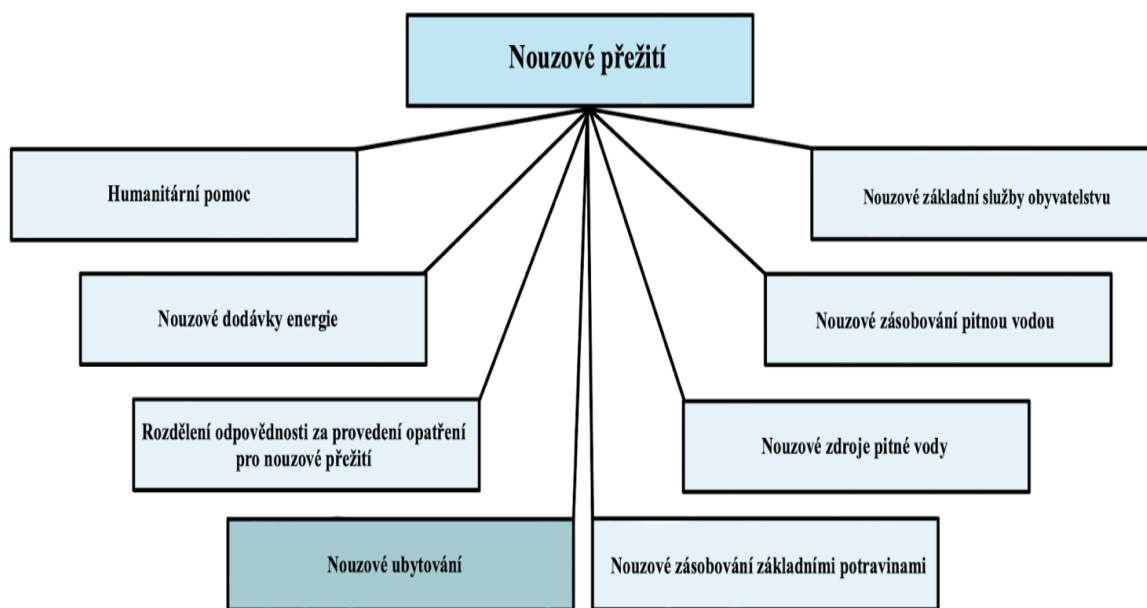 Nouzové přežití
Humanitární pomoc
Nouzové základní služby obyvatelstvu
Nouzové dodávky energie
Nouzové zásobování pitnou vodou
Rozdělení odpovědnosti za provedení opatření
pro nouzové přežití
Nouzové zdroje pitné vody
Nouzové ubytování
Nouzové zásobování základními potravinami